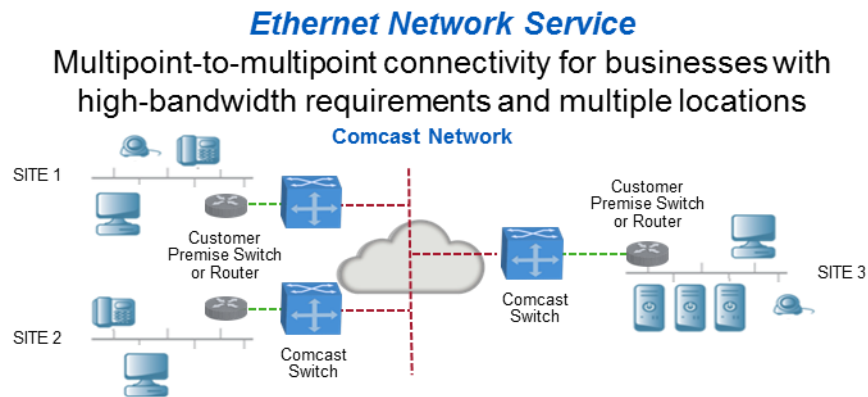 Ethernet Network Service
Multipoint-to-multipoint connectivity for businesses with
high-bandwidth requirements and multiple locations
Comcast Network
SITE 1
Customer
Premise Switch
or Router
SITE 2
Comcast
Switch
Comcast
Switch
Customer
Premise Switch
or Router
SITE 3